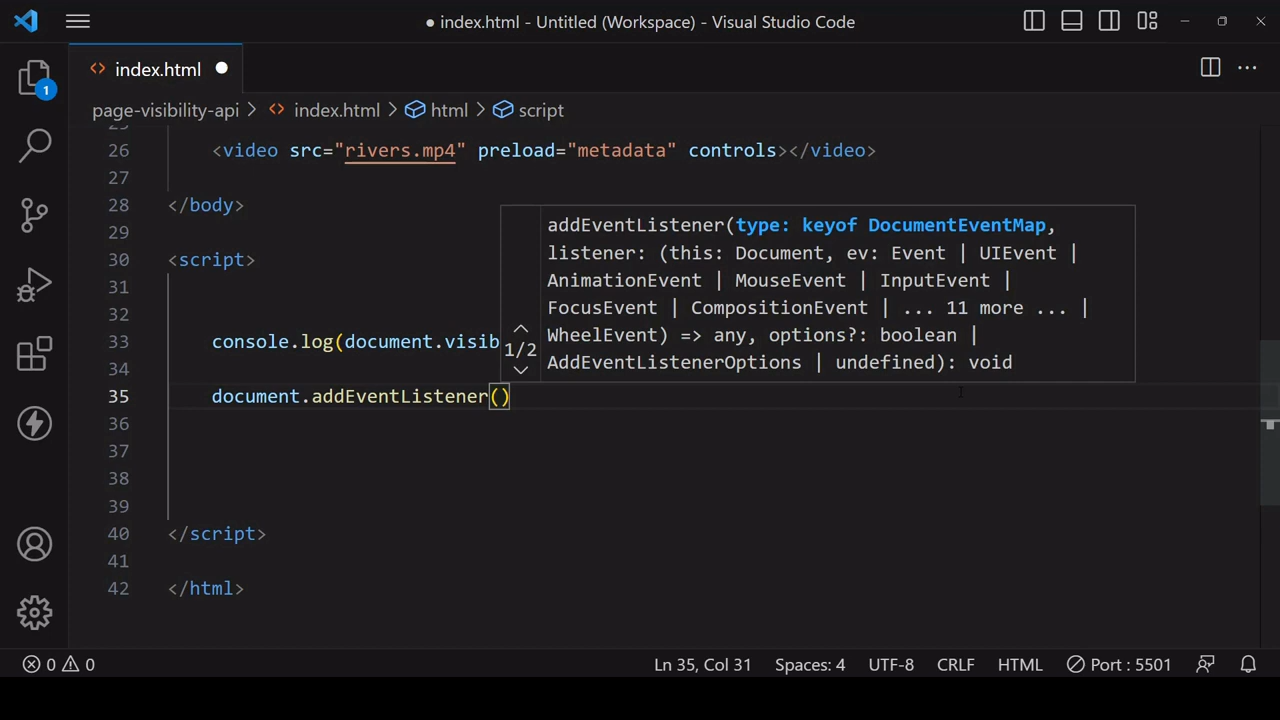 ● index.html - Untitled (Workspace) - Visual Studio Code
index.html
1
page-visibility-api > index.html > html > script
26 <video src="rivers.mp4" preload="metadata" controls></video>
27
28 </body>
29
30 <script>
31
32
33 console.log(document.visib
34
35 document.addEventListener()
36
37
38
39
40 </script>
41
42 </html>
addEventListener(type: keyof DocumentEventMap,
listener: (this: Document, ev: Event | UIEvent |
AnimationEvent | MouseEvent | InputEvent |
FocusEvent | CompositionEvent | ... 11 more ... |
WheelEvent) => any, options?: boolean |
AddEventListenerOptions | undefined): void
1/2
0 0 Ln 35, Col 31 Spaces: 4 UTF-8 CRLF HTML Port : 5501